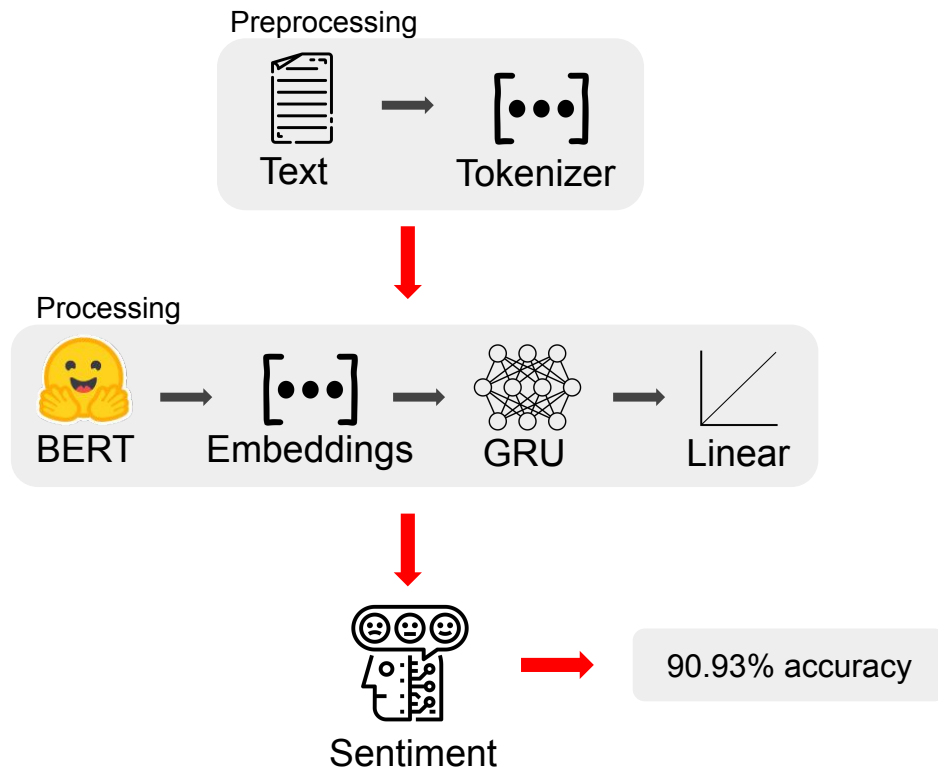 Preprocessing
Text
Tokenizer
Processing
BERT
Embeddings
GRU
Linear
Sentiment
90.93% accuracy